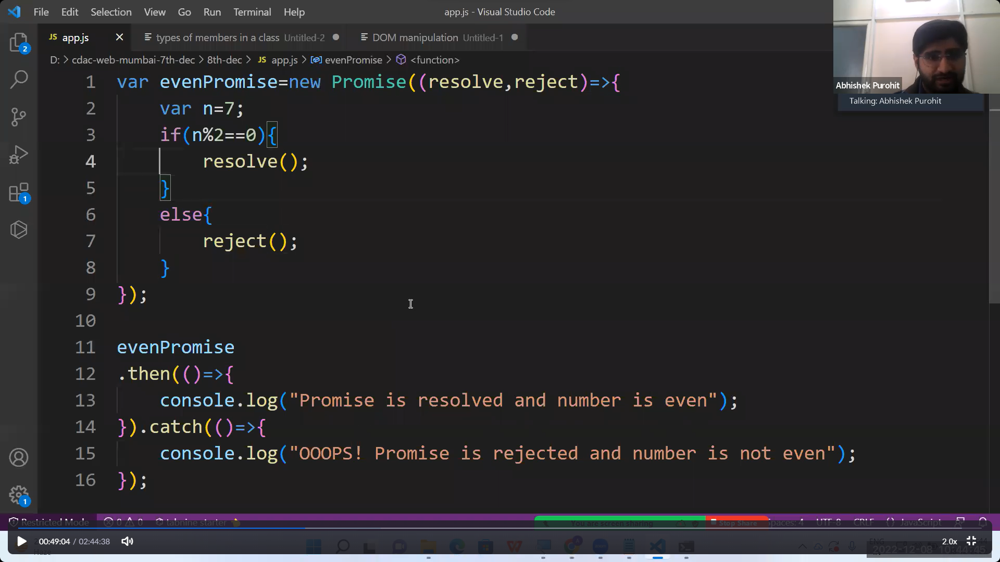 File Edit Selection View Go Run Terminal Help
app.js - Visual Studio Code
JS app.js
types of members in a class Untitled-2
DOM manipulation Untitled-1
D: > cdac-web-mumbai-7th-dec > 8th-dec > JS app.js > evenPromise > <function>
Abhishek Purohit
Talking: Abhishek Purohit
2
1
1
1 var evenPromise=new Promise((resolve,reject)=>{
2     var n=7;
3     if(n%2==0){
4         resolve();
5     }
6     else{
7         reject();
8     }
9 });
10
11 evenPromise
12 .then(()=>{
13     console.log("Promise is resolved and number is even");
14 }).catch(()=>{
15     console.log("OOOPS! Promise is rejected and number is not even");
16 });
Restricted Mode 0 0 tabnine starter
You are screen sharing Stop Share
Spaces: 4 UTF-8 CRLF {} JavaScript
00:49:04 / 02:44:38
2.0x
Haze
ENG
2022-12-08 10:44:45